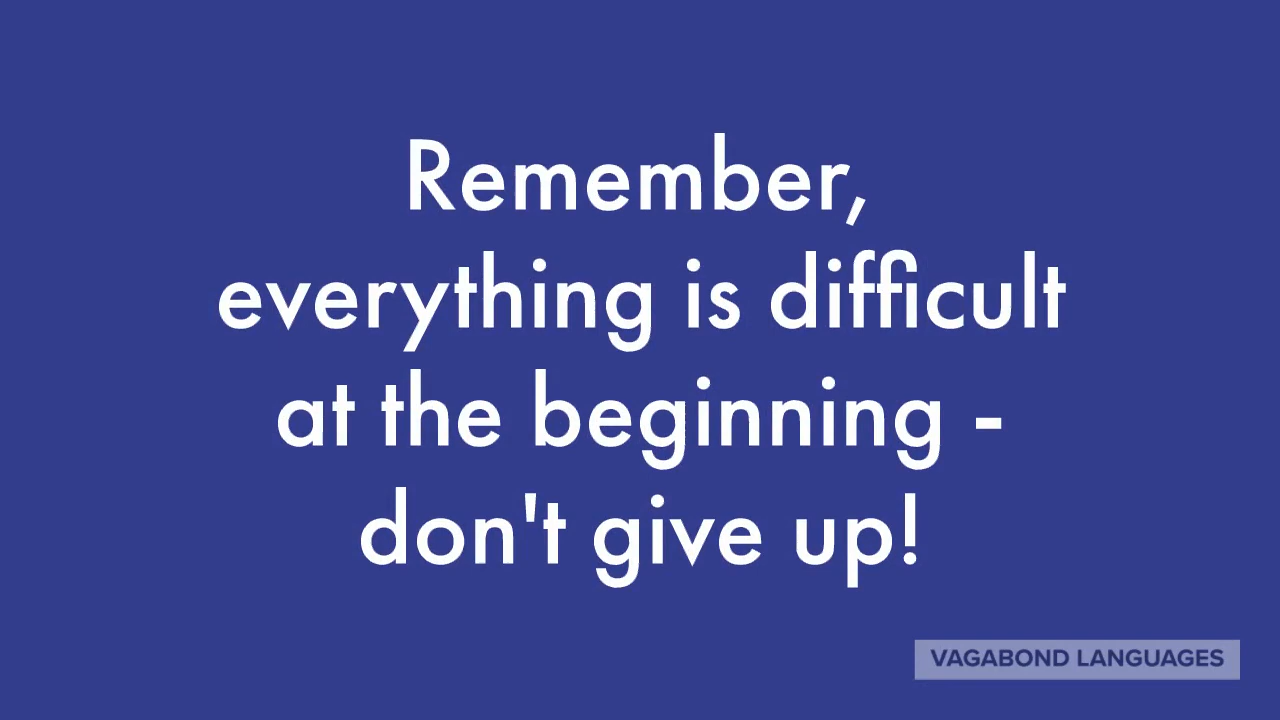 Remember,
everything is difficult
at the beginning -
don't give up!
VAGABOND LANGUAGES